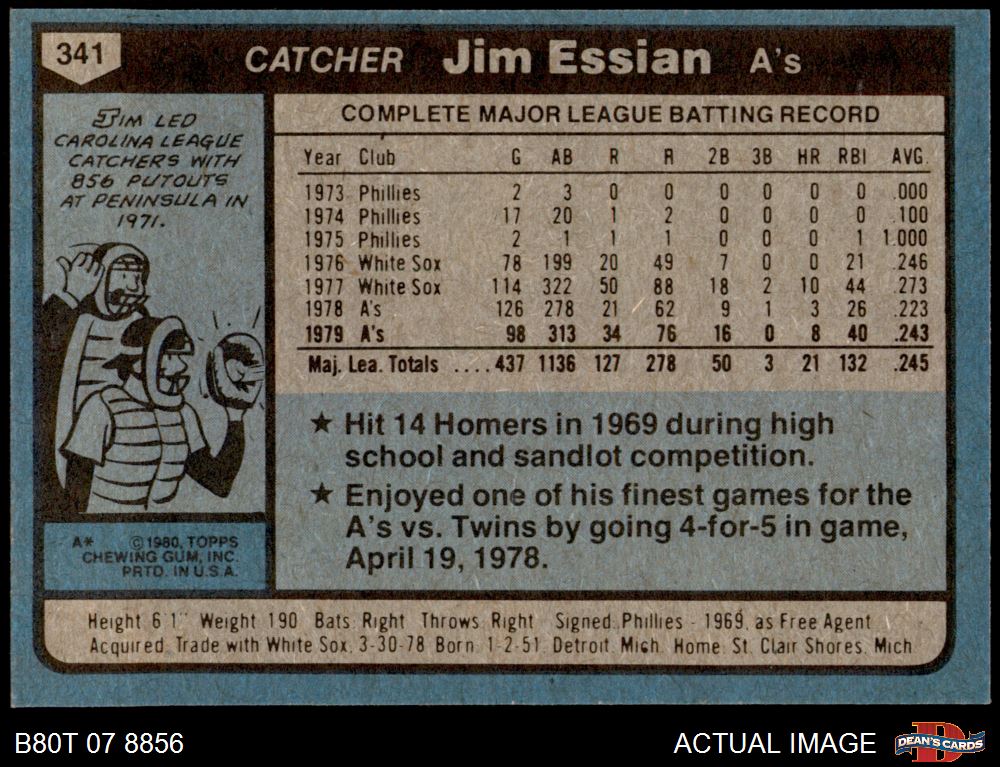 341
CATCHER Jim Essian A's
JIM LED
CAROLINA LEAGUE
CATCHERS WITH
856 PUTOUTS
AT PENINSULA IN
1971.
COMPLETE MAJOR LEAGUE BATTING RECORD
Year Club G AB R H 2B 3B HR RBI AVG.
1973 Phillies 2 3 0 0 0 0 0 0 .000
1974 Phillies 17 20 1 2 0 0 0 0 .100
1975 Phillies 2 1 1 1 0 0 0 1 1.000
1976 White Sox 78 199 20 49 7 0 0 21 .246
1977 White Sox 114 322 50 88 18 2 10 44 .273
1978 A's 126 278 21 62 9 1 3 26 .223
1979 A's 98 313 34 76 16 0 8 40 .243
Maj. Lea. Totals ....437 1136 127 278 50 3 21 132 .245
★ Hit 14 Homers in 1969 during high
school and sandlot competition.
★ Enjoyed one of his finest games for the
A's vs. Twins by going 4-for-5 in game,
April 19, 1978.
A* ©1980, TOPPS
CHEWING GUM, INC.
PRTD. IN U.S.A.
Height 6'1" Weight 190 Bats Right Throws Right Signed Phillies - 1969, as Free Agent
Acquired Trade with White Sox, 3-30-78 Born 1-2-51, Detroit, Mich. Home: St. Clair Shores, Mich.
B80T 07 8856
ACTUAL IMAGE
D
DEAN'S CARDS